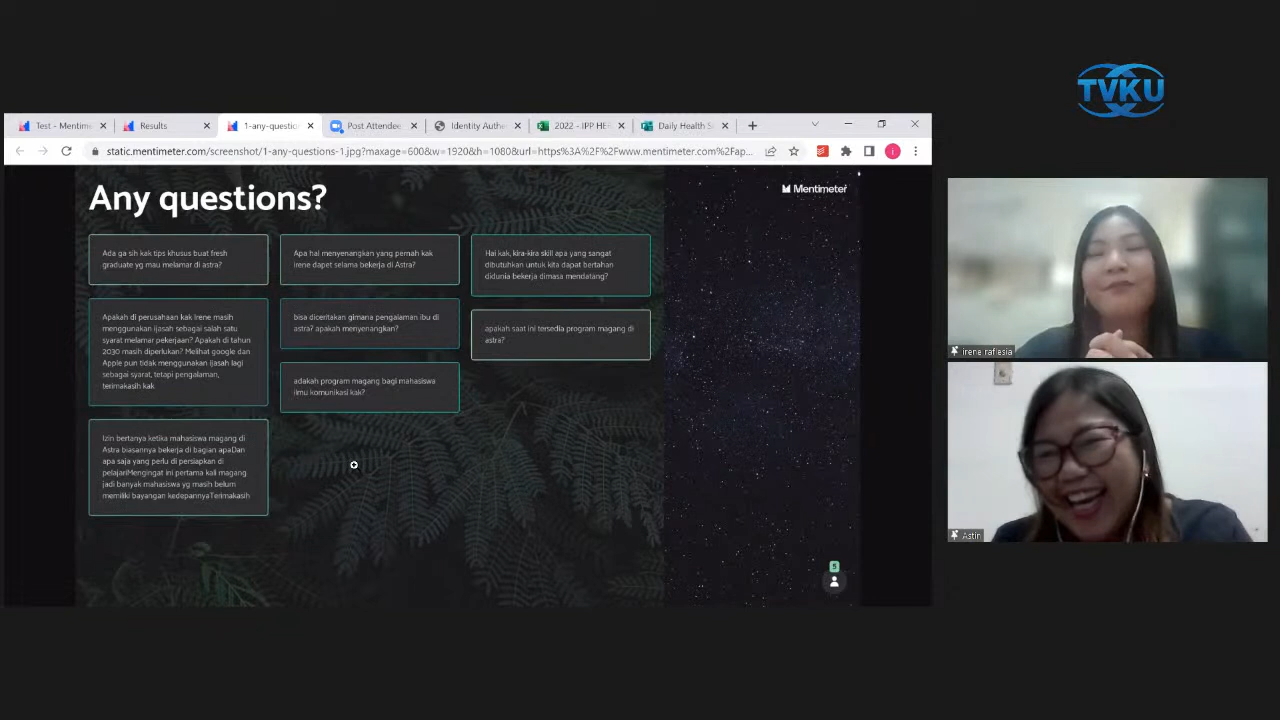 TVKU
Test - Mentime
Results
1-any-question
Post Attendee
Identity Authe
2022 - IPP HE
Daily Health S
static.mentimeter.com/screenshot/1-any-questions-1.jpg?maxage=600&w=1920&h=1080&url=https%3A%2F%2Fwww.mentimeter.com%2Fap...
Any questions?
Mentimeter
Ada ga sih kak tips khusus buat fresh
graduate yg mau melamar di astra?
Apa hal menyenangkan yang pernah kak
irene dapet selama bekerja di Astra?
Hai kak, kira-kira skill apa yang sangat
dibutuhkan untuk kita dapat bertahan
didunia bekerja dimasa mendatang?
Apakah di perusahaan kak Irene masih
menggunakan ijasah sebagai salah satu
syarat melamar pekerjaan? Apakah di tahun
2030 masih diperlukan? Melihat google dan
Apple pun tidak menggunakan ijasah lagi
sebagai syarat, tetapi pengalaman,
terimakasih kak
bisa diceritakan gimana pengalaman ibu di
astra? apakah menyenangkan?
apakah saat ini tersedia program magang di
astra?
adakah program magang bagi mahasiswa
ilmu komunikasi kak?
Izin bertanya ketika mahasiswa magang di
Astra biasannya bekerja di bagian apaDan
apa saja yang perlu di persiapkan di
pelajariMengingat ini pertama kali magang
jadi banyak mahasiswa yg masih belum
memiliki bayangan kedepannyaTerimakasih
5
irene raflesia
Astin